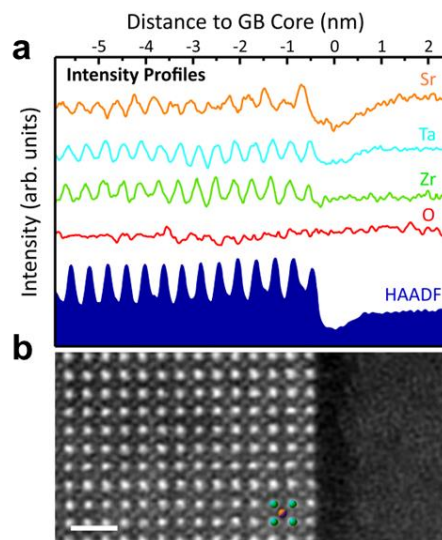 Distance to GB Core (nm)
a
-5 -4 -3 -2 -1 0 1 2
Intensity Profiles
Sr
Ta
Zr
O
HAADF
Intensity (arb. units)
b